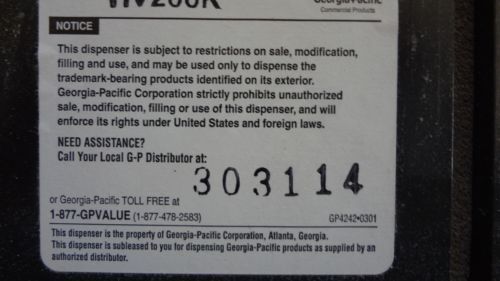 Georgia-Pacific
Commercial Products
NOTICE
This dispenser is subject to restrictions on sale, modification,
filling and use, and may be used only to dispense the
trademark-bearing products identified on its exterior.
Georgia-Pacific Corporation strictly prohibits unauthorized
sale, modification, filling or use of this dispenser, and will
enforce its rights under United States and foreign laws.
NEED ASSISTANCE?
Call Your Local G-P Distributor at:
303114
or Georgia-Pacific TOLL FREE at
1-877-GPVALUE (1-877-478-2583)
GP4242•0301
This dispenser is the property of Georgia-Pacific Corporation, Atlanta, Georgia.
This dispenser is subleased to you for dispensing Georgia-Pacific products as supplied by an
authorized distributor.